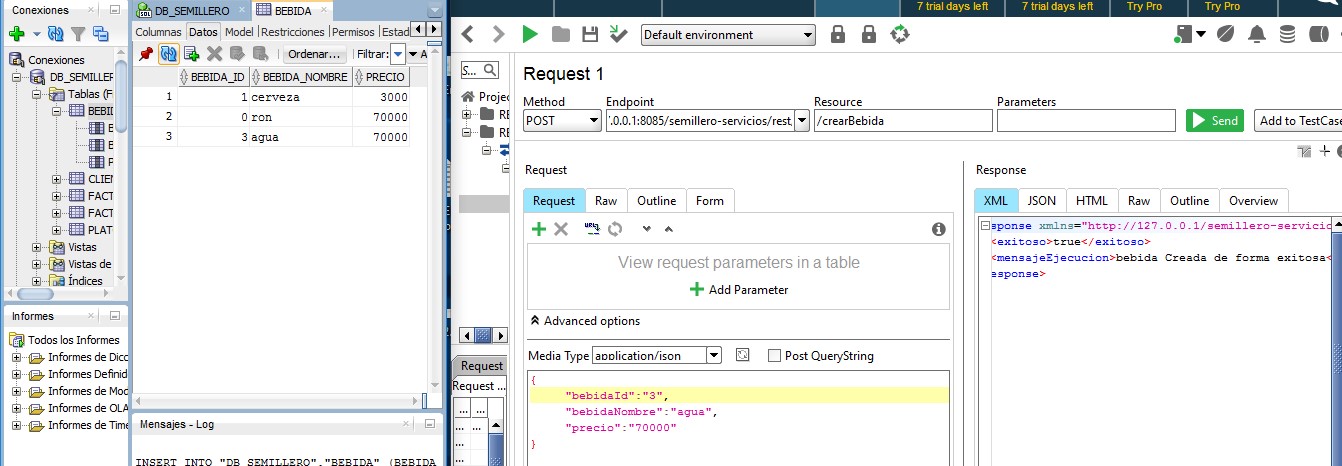 Conexiones
Conexiones
DB_SEMILLER
Tablas (F
BEBID
B
B
P
CLIEN
FACT
FACT
PLAT
Vistas
Vistas de
Índices
Informes
Todos los Informes
Informes de Dicc
Informes Definid
Informes de Mod
Informes de OLA
Informes de Time
DB_SEMILLERO
BEBIDA
Columnas Datos Model Restricciones Permisos Estad
Ordenar... Filtrar: A
BEBIDA_ID BEBIDA_NOMBRE PRECIO
1 1 cerveza 3000
2 0 ron 70000
3 3 agua 70000
Mensajes - Log
INSERT INTO "DB_SEMILLERO"."BEBIDA" (BEBIDA
7 trial days left 7 trial days left Try Pro Try Pro
Default environment
S...
Projec
RE
RE
Request
Request ...
... ...
... ...
...
...
Request 1
Method Endpoint Resource Parameters
POST '.0.0.1:8085/semillero-servicios/rest, /crearBebida Send Add to TestCase
Request
Request Raw Outline Form
View request parameters in a table
Add Parameter
Advanced options
Media Type application/json Post QueryString
{
"bebidaId":"3",
"bebidaNombre":"agua",
"precio":"70000"
}
Response
XML JSON HTML Raw Outline Overview
sponse xmlns="http://127.0.0.1/semillero-servicio
<exitoso>true</exitoso>
<mensajeEjecucion>bebida Creada de forma exitosa<
esponse>